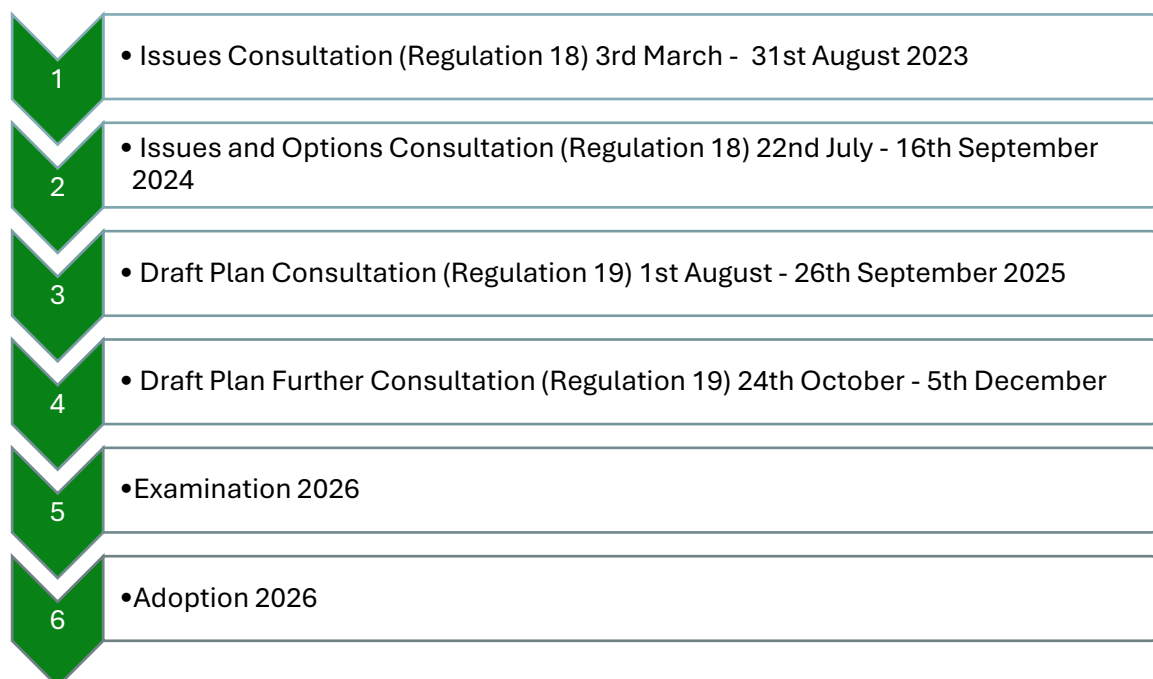 1
• Issues Consultation (Regulation 18) 3rd March - 31st August 2023
2
• Issues and Options Consultation (Regulation 18) 22nd July - 16th September
2024
3
• Draft Plan Consultation (Regulation 19) 1st August - 26th September 2025
4
• Draft Plan Further Consultation (Regulation 19) 24th October - 5th December
5
•Examination 2026
6
•Adoption 2026